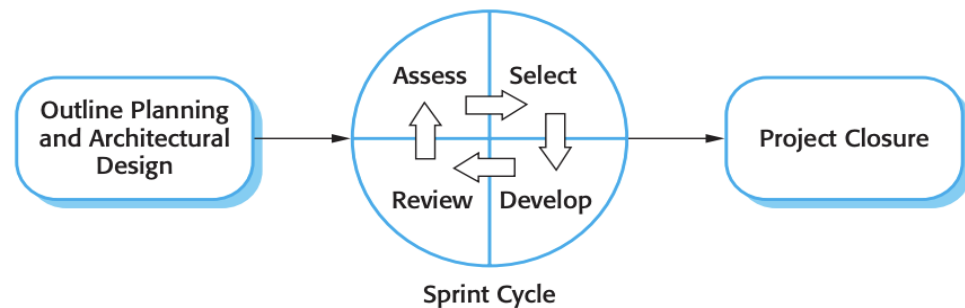 Outline Planning
and Architectural
Design
Assess
Select
Review
Develop
Project Closure
Sprint Cycle